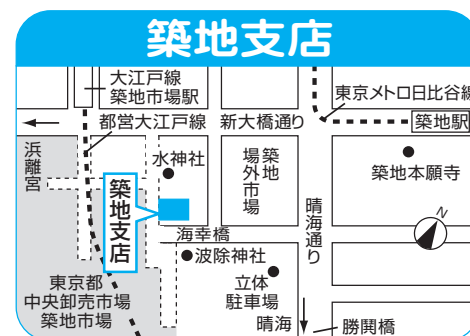 築地支店
大江戸線
築地市場駅
東京メトロ日比谷線
築地駅
都営大江戸線
新大橋通り
浜離宮
水神社
築地
場外市場
築地本願寺
晴海通り
築地支店
海幸橋
波除神社
立体
駐車場
東京都
中央卸売市場
築地市場
晴海
勝鬨橋
N